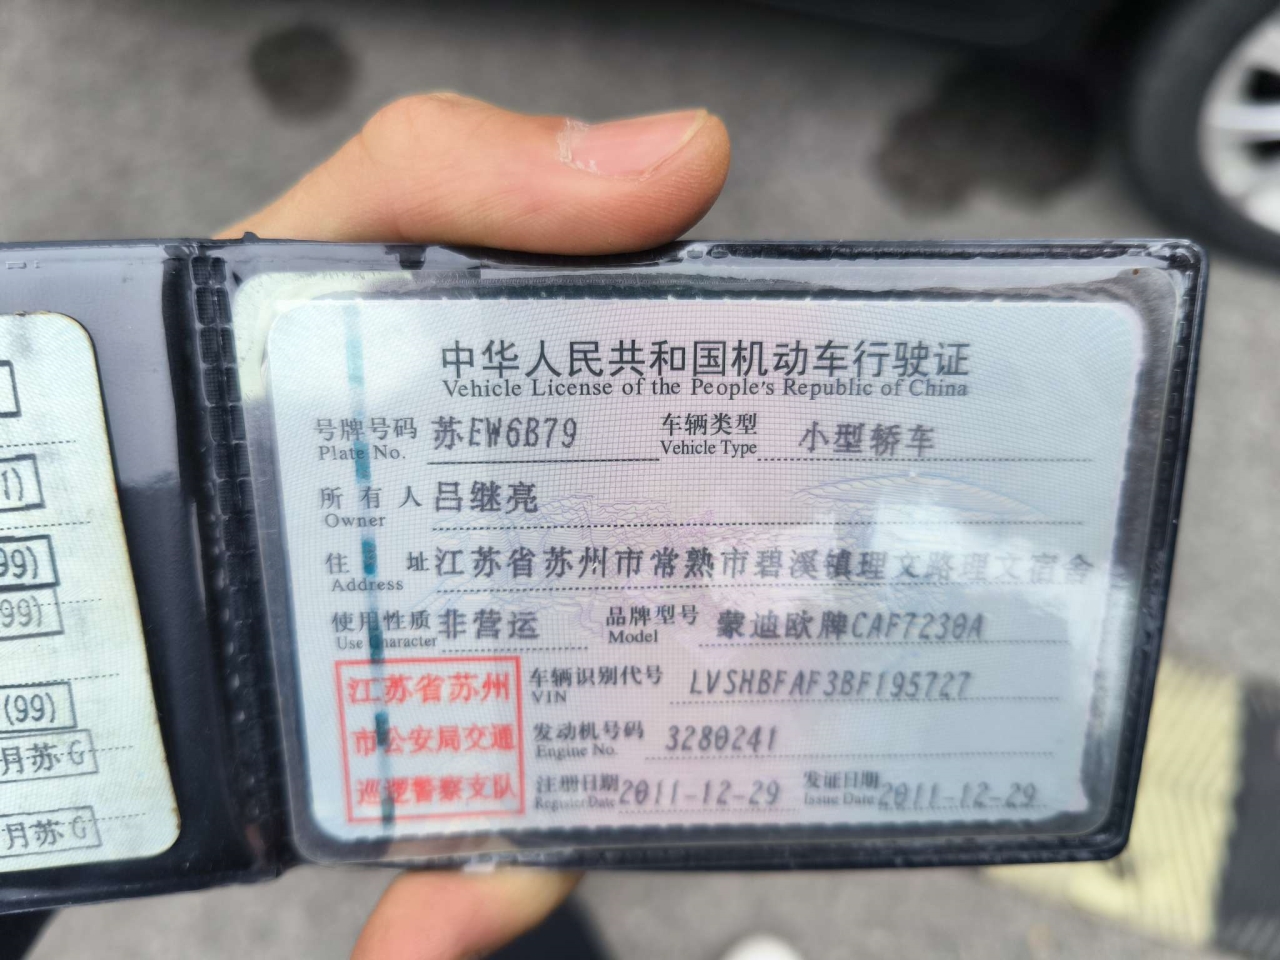 中华人民共和国机动车行驶证
Vehicle License of the People's Republic of China
号牌号码 苏EW6B79 车辆类型 小型轿车
Plate No. Vehicle Type
所有人 吕继亮
Owner
住址 江苏省苏州市常熟市碧溪镇理文路理文宿舍
Address
使用性质 非营运 品牌型号 蒙迪欧牌CAF7230A
Use Character Model
江苏省苏州
市公安局交通
巡逻警察支队
车辆识别代号 LVSHBFAF3BF195727
VIN
发动机号码 3280241
Engine No.
注册日期 2011-12-29 发证日期 2011-12-29
Register Date Issue Date
99)
99)
(99)
月苏G
月苏G